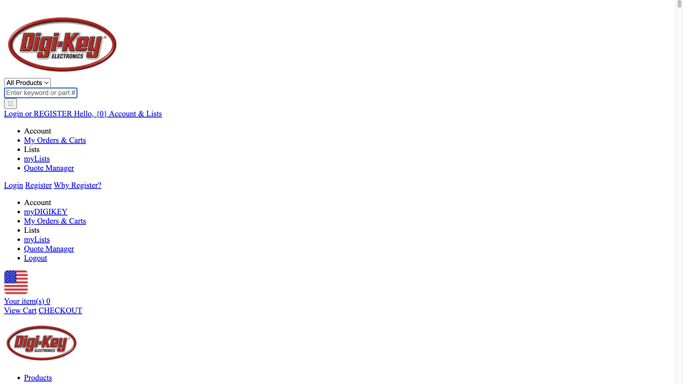 Digi-Key®
ELECTRONICS
All Products
Enter keyword or part #
Login or REGISTER Hello, {0} Account & Lists
Account
My Orders & Carts
Lists
myLists
Quote Manager
Login Register Why Register?
Account
myDIGIKEY
My Orders & Carts
Lists
myLists
Quote Manager
Logout
Your item(s) 0
View Cart CHECKOUT
Digi-Key®
ELECTRONICS
Products